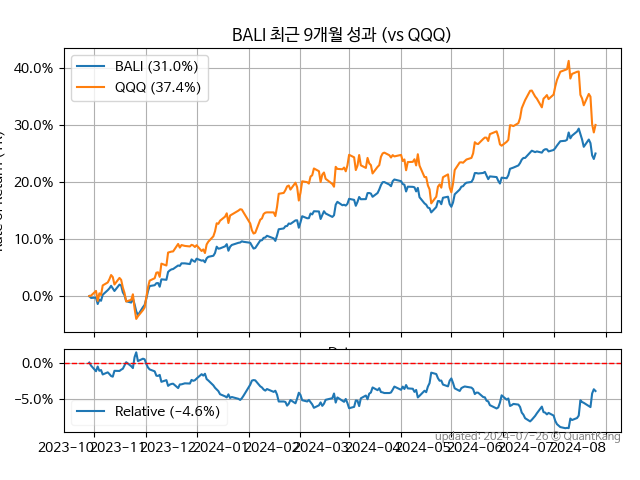 BALI 최근 9개월 성과 (vs QQQ)
BALI (31.0%)
QQQ (37.4%)
40.0%
30.0%
20.0%
10.0%
0.0%
0.0%
−5.0%
Relative (−4.6%)
updated: 2024-07-26 © QuantKang
2023−10 2023−11 2023−12 2024−01 2024−02 2024−03 2024−04 2024−05 2024−06 2024−07 2024−08